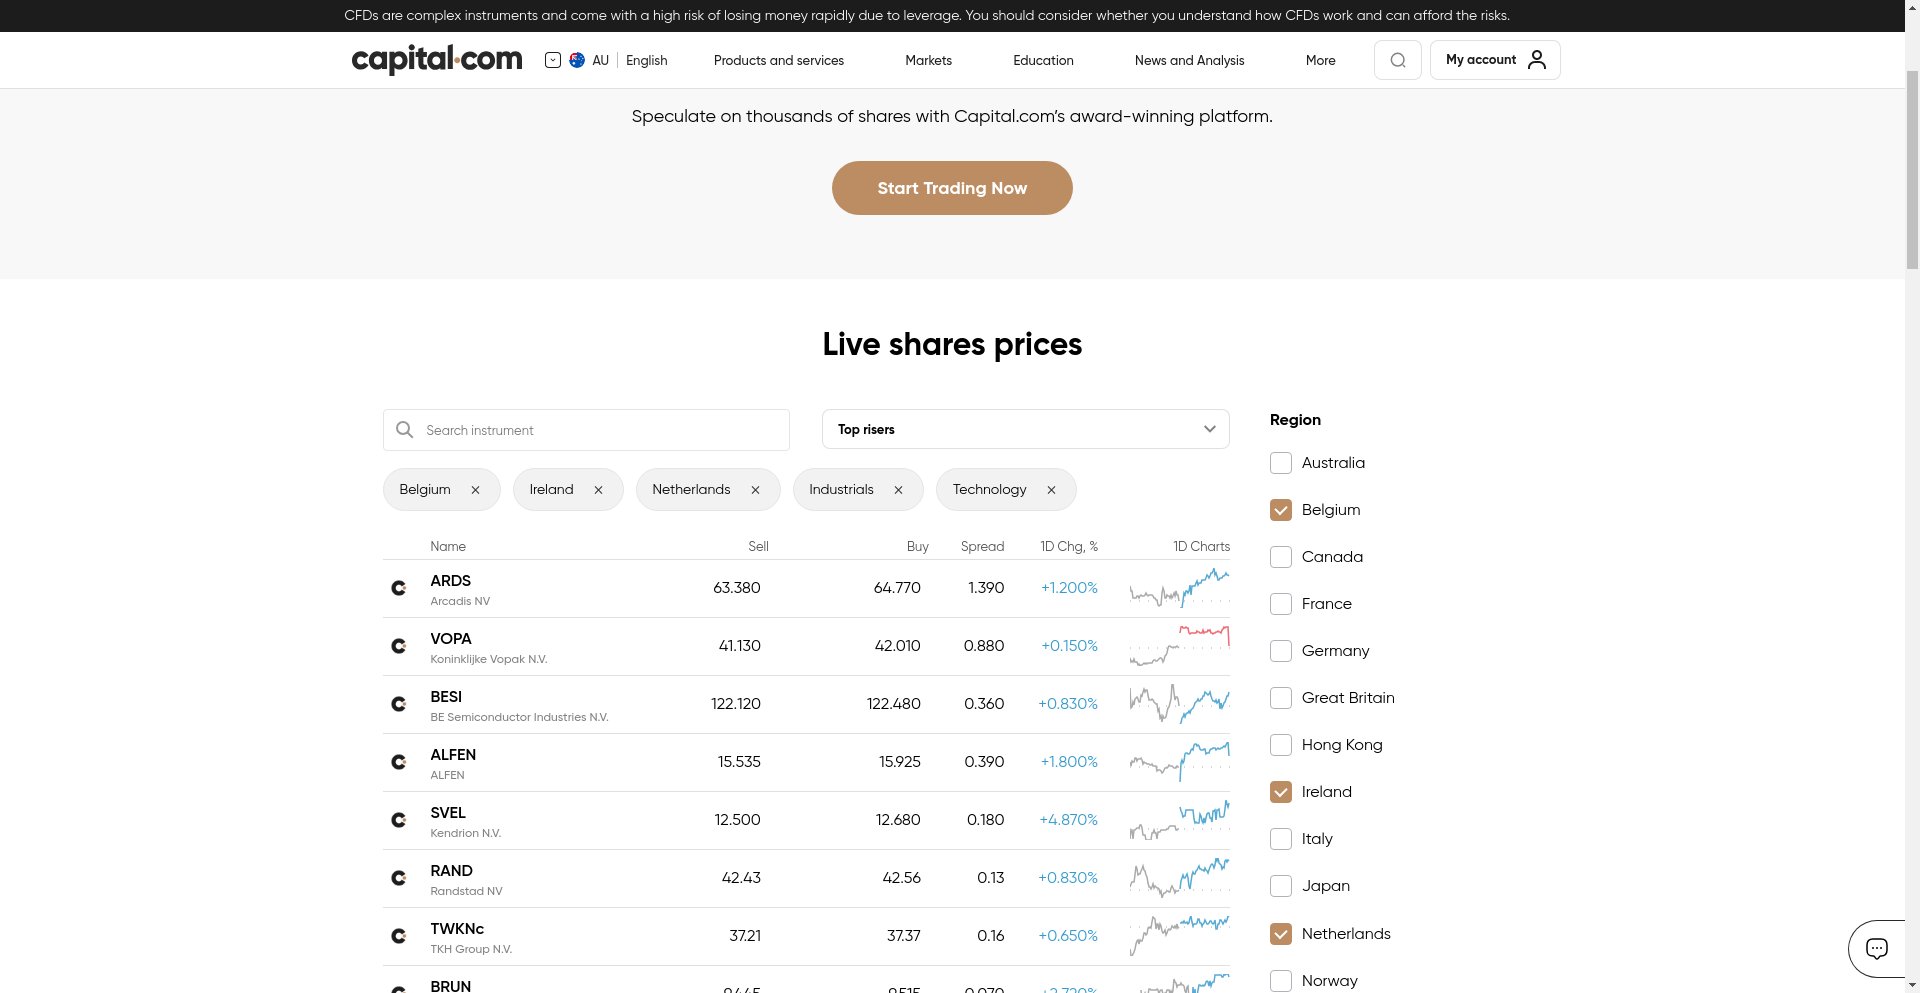 CFDs are complex instruments and come with a high risk of losing money rapidly due to leverage. You should consider whether you understand how CFDs work and can afford the risks.
capital.com AU English Products and services Markets Education News and Analysis More My account
Speculate on thousands of shares with Capital.com's award-winning platform.
Start Trading Now
Live shares prices
Search instrument
Top risers
Belgium Ireland Netherlands Industrials Technology
Name Sell Buy Spread 1D Chg, % 1D Charts
ARDS
Arcadis NV
63.380 64.770 1.390 +1.200%
VOPA
Koninklijke Vopak N.V.
41.130 42.010 0.880 +0.150%
BESI
BE Semiconductor Industries N.V.
122.120 122.480 0.360 +0.830%
ALFEN
ALFEN
15.535 15.925 0.390 +1.800%
SVEL
Kendrion N.V.
12.500 12.680 0.180 +4.870%
RAND
Randstad NV
42.43 42.56 0.13 +0.830%
TWKNc
TKH Group N.V.
37.21 37.37 0.16 +0.650%
BRUN
9.445 9.515 0.070 +2.720%
Region
Australia
Belgium
Canada
France
Germany
Great Britain
Hong Kong
Ireland
Italy
Japan
Netherlands
Norway